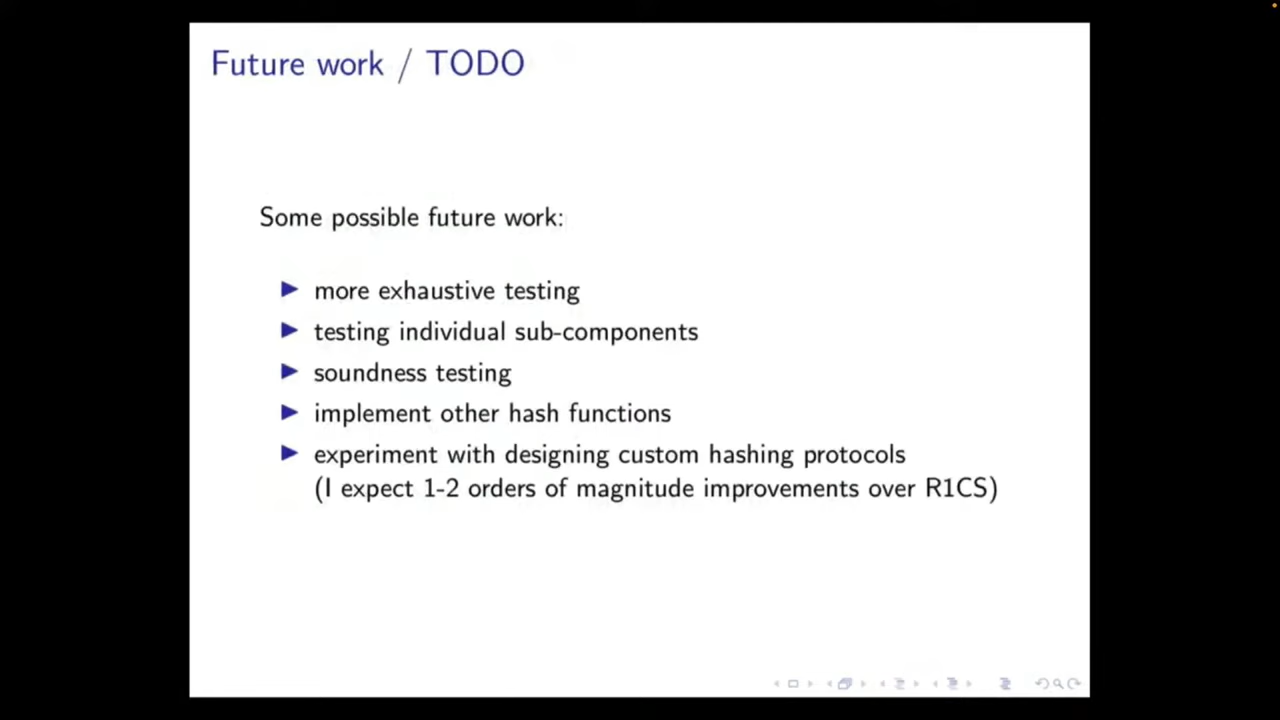 Future work / TODO
Some possible future work:
more exhaustive testing
testing individual sub-components
soundness testing
implement other hash functions
experiment with designing custom hashing protocols
(I expect 1-2 orders of magnitude improvements over R1CS)